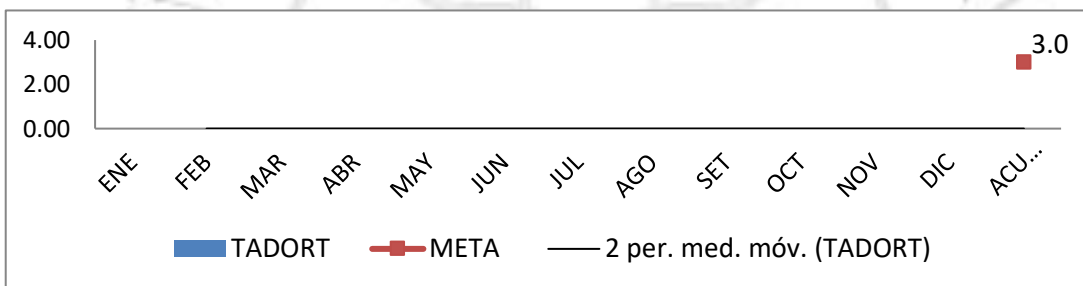 4.00
3.0
2.00
0.00
ENE FEB MAR ABR MAY JUN JUL AGO SET OCT NOV DIC ACU...
TADORT META 2 per. med. móv. (TADORT)